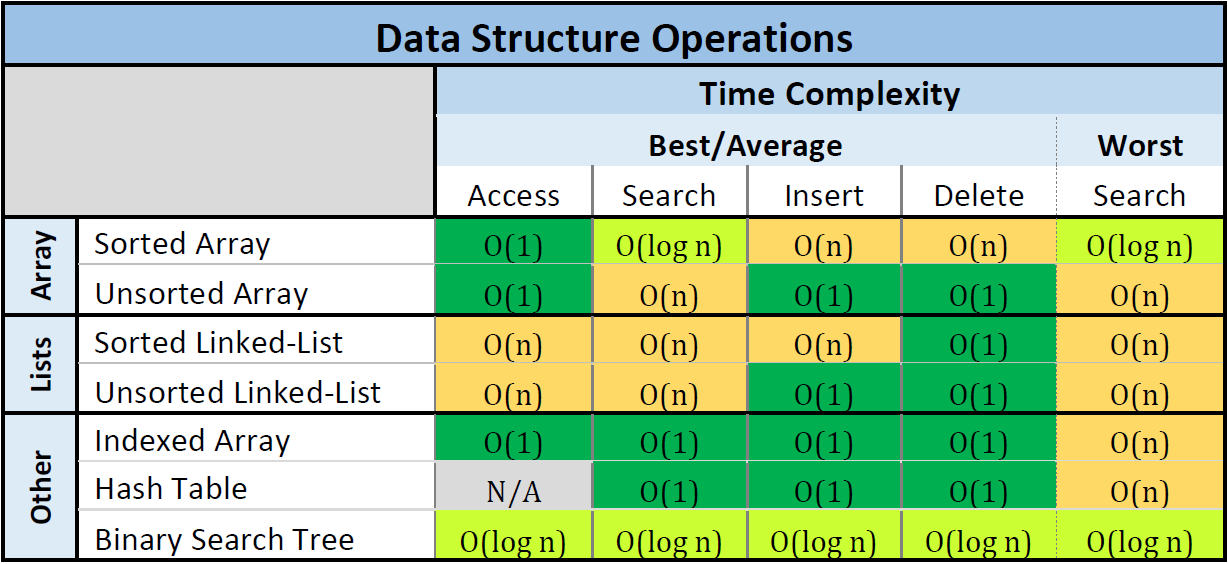 Data Structure Operations
Time Complexity
Best/Average Worst
Access Search Insert Delete Search
Array
Sorted Array O(1) O(log n) O(n) O(n) O(log n)
Unsorted Array O(1) O(n) O(1) O(1) O(n)
Lists
Sorted Linked-List O(n) O(n) O(n) O(1) O(n)
Unsorted Linked-List O(n) O(n) O(1) O(1) O(n)
Other
Indexed Array O(1) O(1) O(1) O(1) O(n)
Hash Table N/A O(1) O(1) O(1) O(n)
Binary Search Tree O(log n) O(log n) O(log n) O(log n) O(log n)